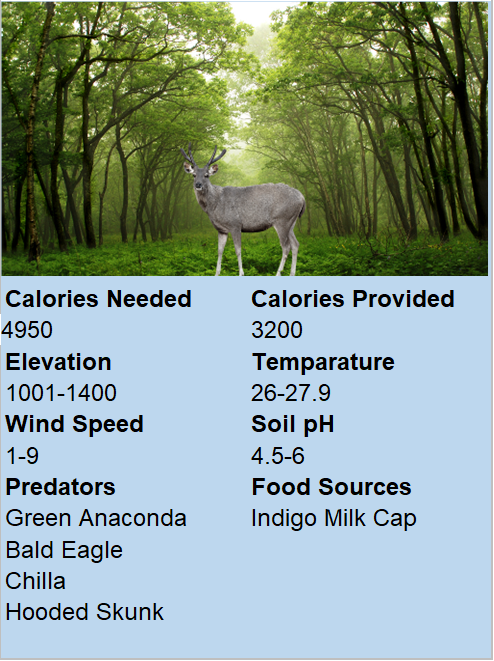 Calories Needed Calories Provided
4950 3200
Elevation Temparature
1001-1400 26-27.9
Wind Speed Soil pH
1-9 4.5-6
Predators Food Sources
Green Anaconda Indigo Milk Cap
Bald Eagle
Chilla
Hooded Skunk